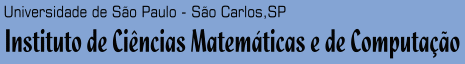 Universidade de São Paulo - São Carlos,SP
Instituto de Ciências Matemáticas e de Computação